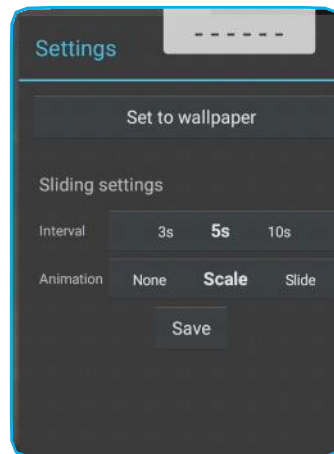 Settings
Set to wallpaper
Sliding settings
Interval 3s 5s 10s
Animation None Scale Slide
Save